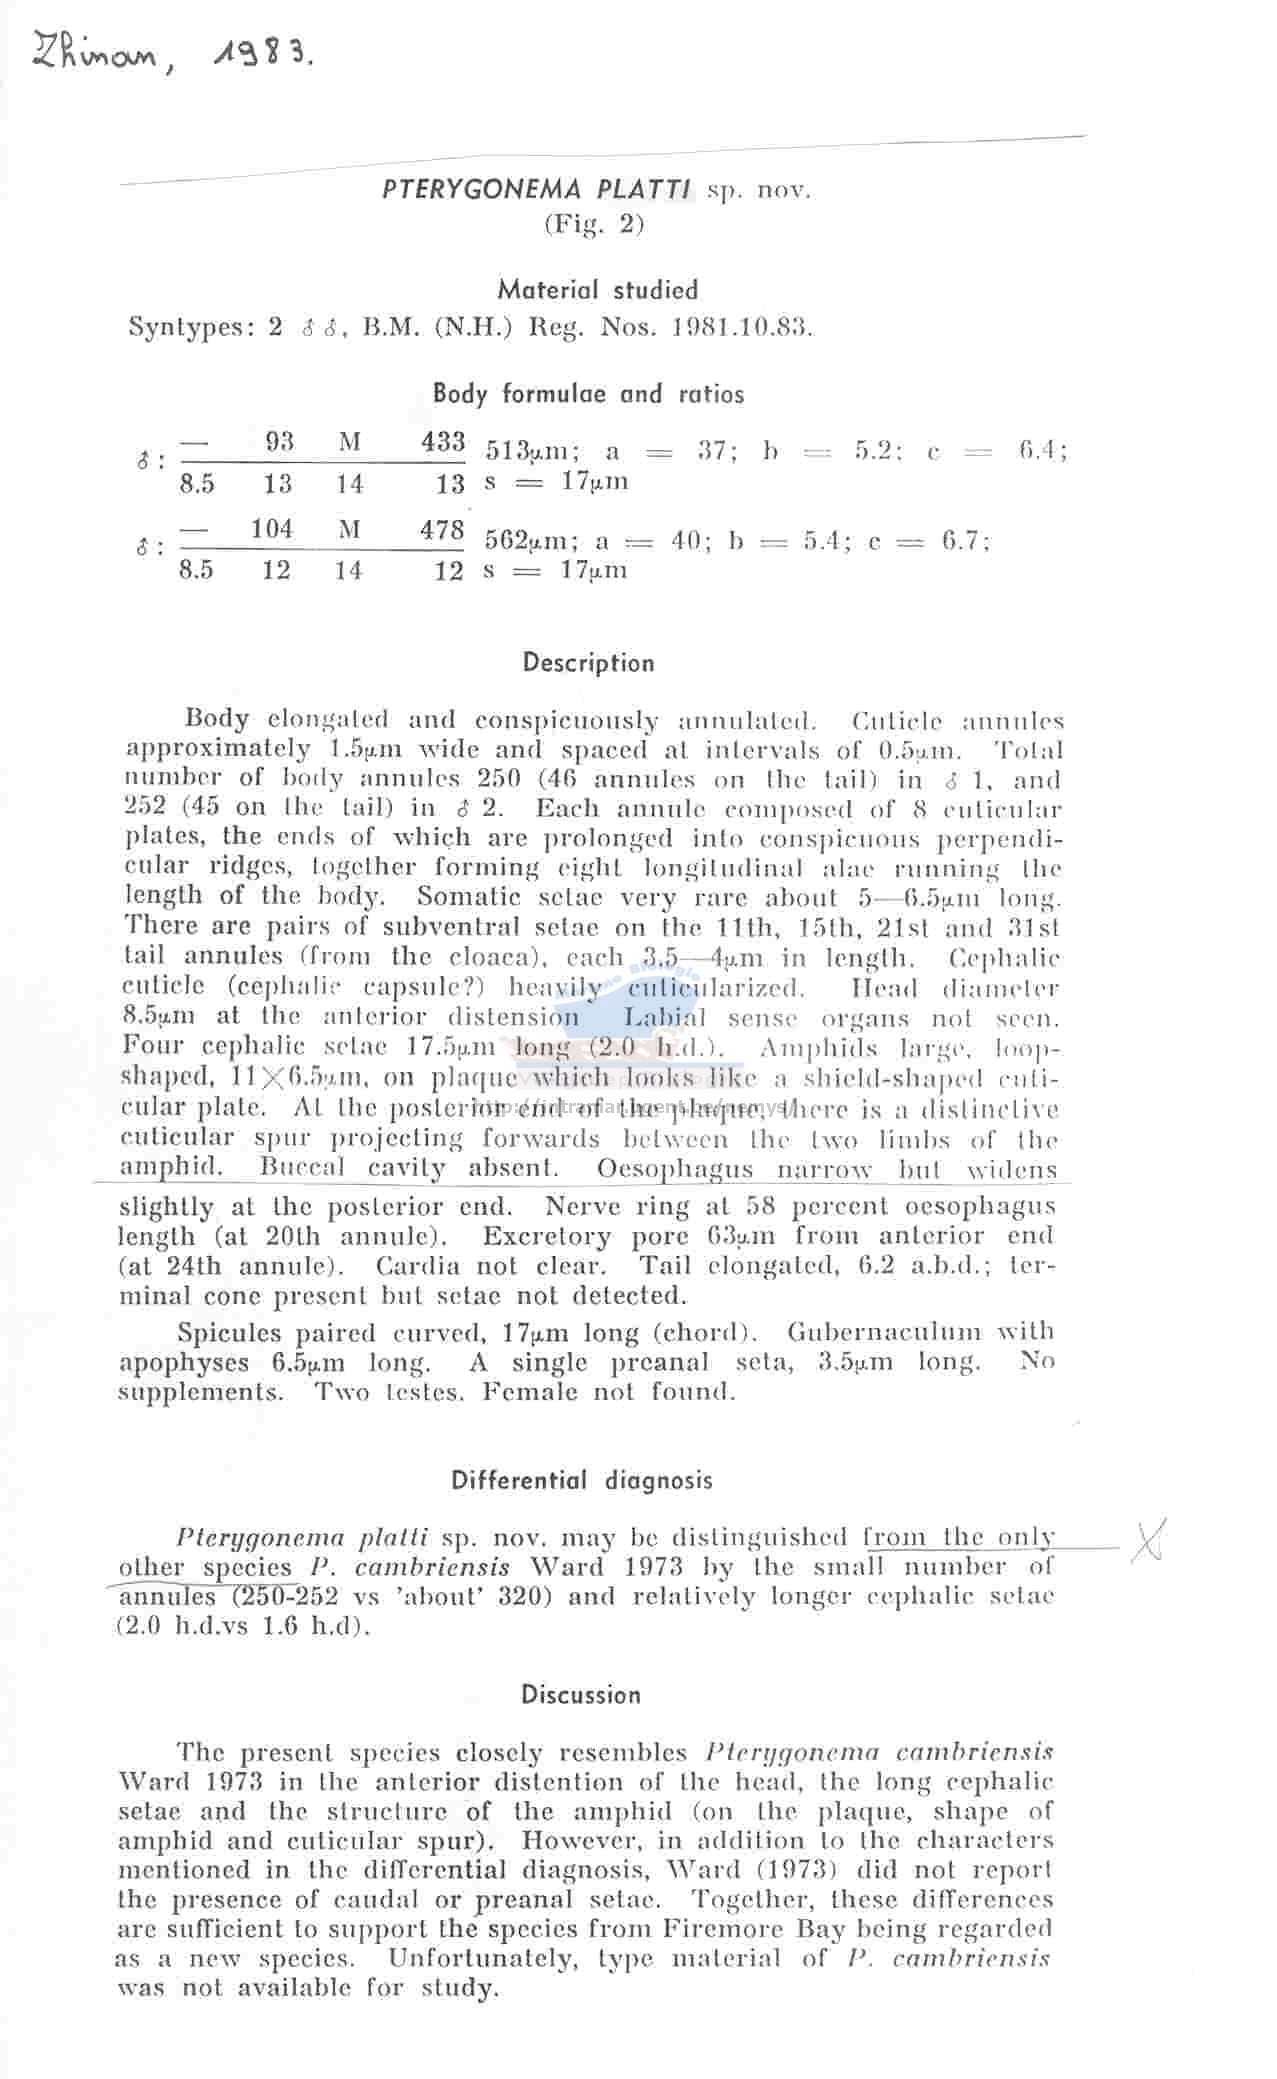 Zhinan, 1983.
PTERYGONEMA PLATTI sp. nov.
(Fig. 2)
Material studied
Syntypes: 2 ♂♂, B.M. (N.H.) Reg. Nos. 1981.10.83.
Body formulae and ratios
♂: — 93 M 433 513μm; a = 37; b = 5.2; c = 6.4;
8.5 13 14 13 s = 17μm
♂: — 104 M 478 562μm; a = 40; b = 5.4; c = 6.7;
8.5 12 14 12 s = 17μm
Description
Body elongated and conspicuously annulated. Cuticle annules
approximately 1.5μm wide and spaced at intervals of 0.5μm. Total
number of body annules 250 (46 annules on the tail) in ♂ 1, and
252 (45 on the tail) in ♂ 2. Each annule composed of 8 cuticular
plates, the ends of which are prolonged into conspicuous perpendi-
cular ridges, together forming eight longitudinal alae running the
length of the body. Somatic setae very rare about 5—6.5μm long.
There are pairs of subventral setae on the 11th, 15th, 21st and 31st
tail annules (from the cloaca), each 3.5—4μm in length. Cephalic
cuticle (cephalic capsule?) heavily cuticularized. Head diameter
8.5μm at the anterior distension Labial sense organs not seen.
Four cephalic setae 17.5μm long (2.0 h.d.). Amphids large, loop-
shaped, 11×6.5μm, on plaque which looks like a shield-shaped cuti-
cular plate. At the posterior end of the plaque, there is a distinctive
cuticular spur projecting forwards between the two limbs of the
amphid. Buccal cavity absent. Oesophagus narrow but widens
slightly at the posterior end. Nerve ring at 58 percent oesophagus
length (at 20th annule). Excretory pore 63μm from anterior end
(at 24th annule). Cardia not clear. Tail elongated, 6.2 a.b.d.; ter-
minal cone present but setae not detected.
Spicules paired curved, 17μm long (chord). Gubernaculum with
apophyses 6.5μm long. A single preanal seta, 3.5μm long. No
supplements. Two testes. Female not found.
Differential diagnosis
Pterygonema platti sp. nov. may be distinguished from the only X
other species P. cambriensis Ward 1973 by the small number of
annules (250-252 vs 'about' 320) and relatively longer cephalic setae
(2.0 h.d.vs 1.6 h.d).
Discussion
The present species closely resembles Pterygonema cambriensis
Ward 1973 in the anterior distention of the head, the long cephalic
setae and the structure of the amphid (on the plaque, shape of
amphid and cuticular spur). However, in addition to the characters
mentioned in the differential diagnosis, Ward (1973) did not report
the presence of caudal or preanal setae. Together, these differences
are sufficient to support the species from Firemore Bay being regarded
as a new species. Unfortunately, type material of P. cambriensis
was not available for study.